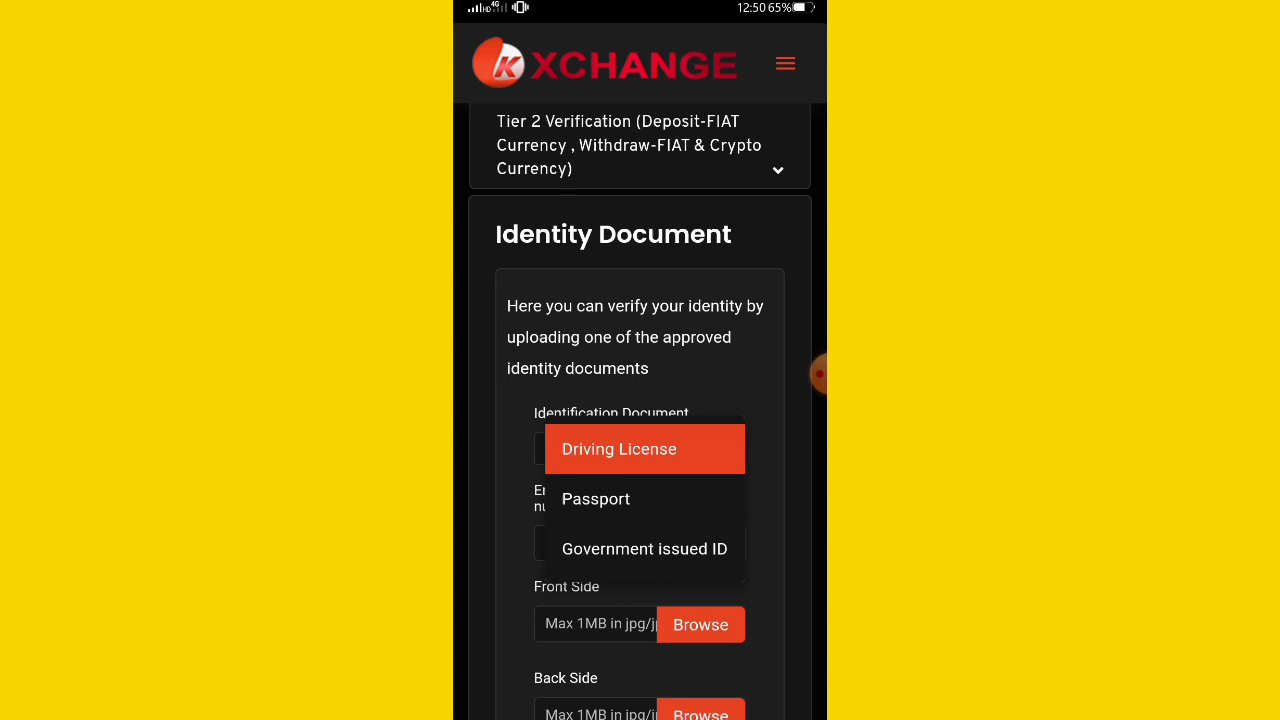 HD 4G 12:50 65%
K XCHANGE
Tier 2 Verification (Deposit-FIAT
Currency , Withdraw-FIAT & Crypto
Currency)
Identity Document
Here you can verify your identity by
uploading one of the approved
identity documents
Identification Document
Driving License
Passport
Government issued ID
Front Side
Max 1MB in jpg/j
Browse
Back Side
Max 1MB in jpg/j
Browse